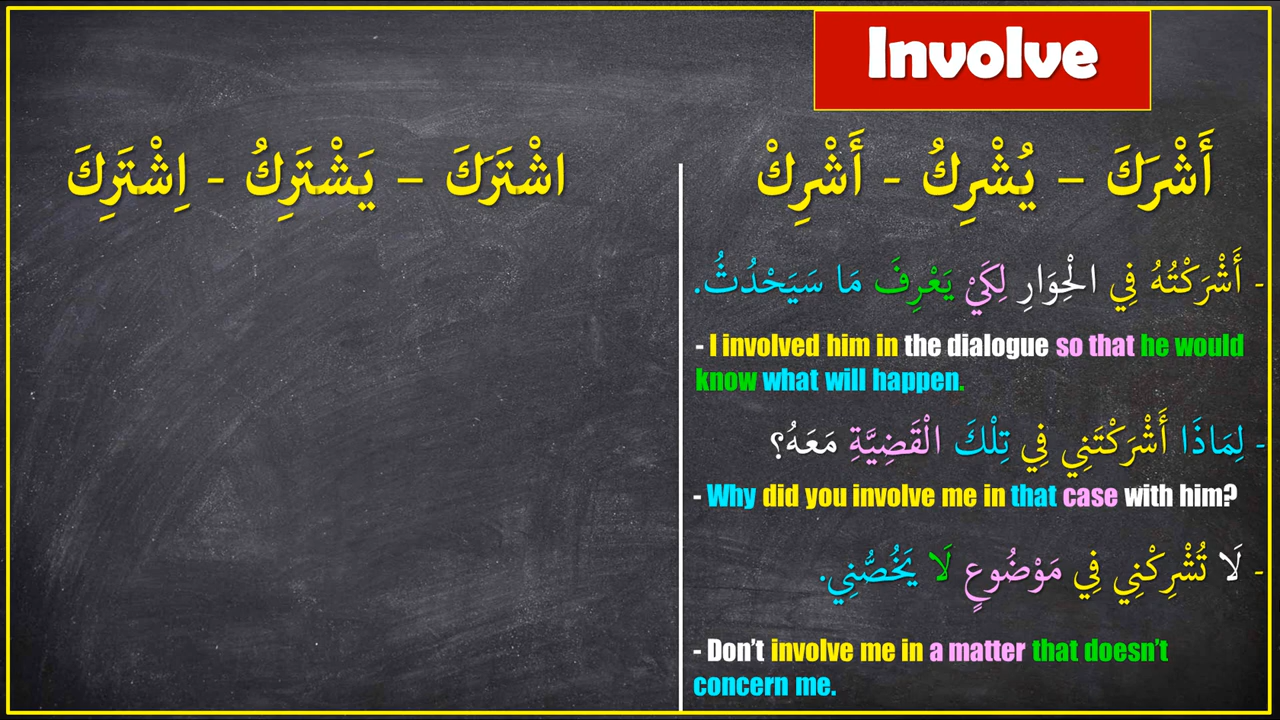 Involve
أَشْرَكَ – يُشْرِكُ - أَشْرِكْ
اشْتَرَكَ – يَشْتَرِكُ - اِشْتَرِكَ
- أَشْرَكْتُهُ فِي الْحِوَارِ لِكَيْ يَعْرِفَ مَا سَيَحْدُثُ.
- I involved him in the dialogue so that he would
know what will happen.
- لِمَاذَا أَشْرَكْتَنِي فِي تِلْكَ الْقَضِيَّةِ مَعَهُ؟
- Why did you involve me in that case with him?
- لَا تُشْرِكْنِي فِي مَوْضُوعٍ لَا يَخُصُّنِي.
- Don’t involve me in a matter that doesn’t
concern me.